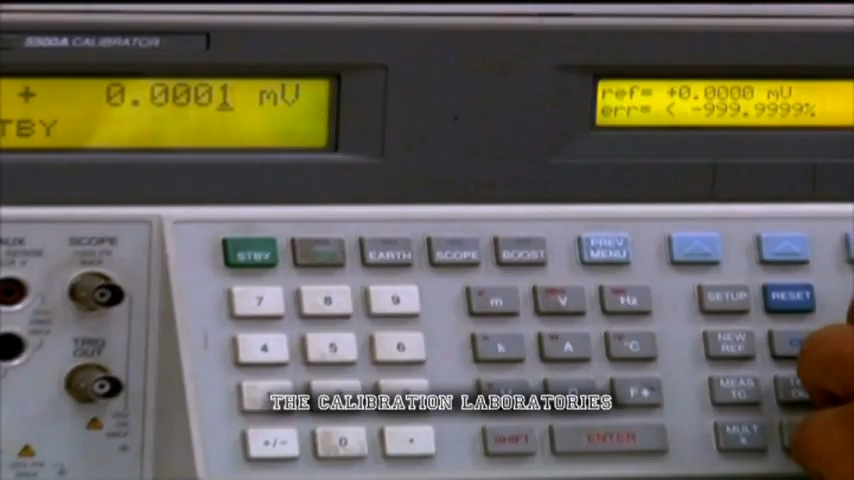 5500A CALIBRATOR
+ 0.0001 mV
TBY
ref= +0.0000 mV
err= < -999.9999%
AUX
SCOPE
TRIG
OUT
STBY
EARTH
SCOPE
BOOST
PREV
MENU
7 8 9
m V Hz
SETUP
RESET
4 5 6
k A °C
NEW
REF
F
MEAS
TC
THE CALIBRATION LABORATORIES
+/- 0 •
SHIFT
ENTER
MULT
X